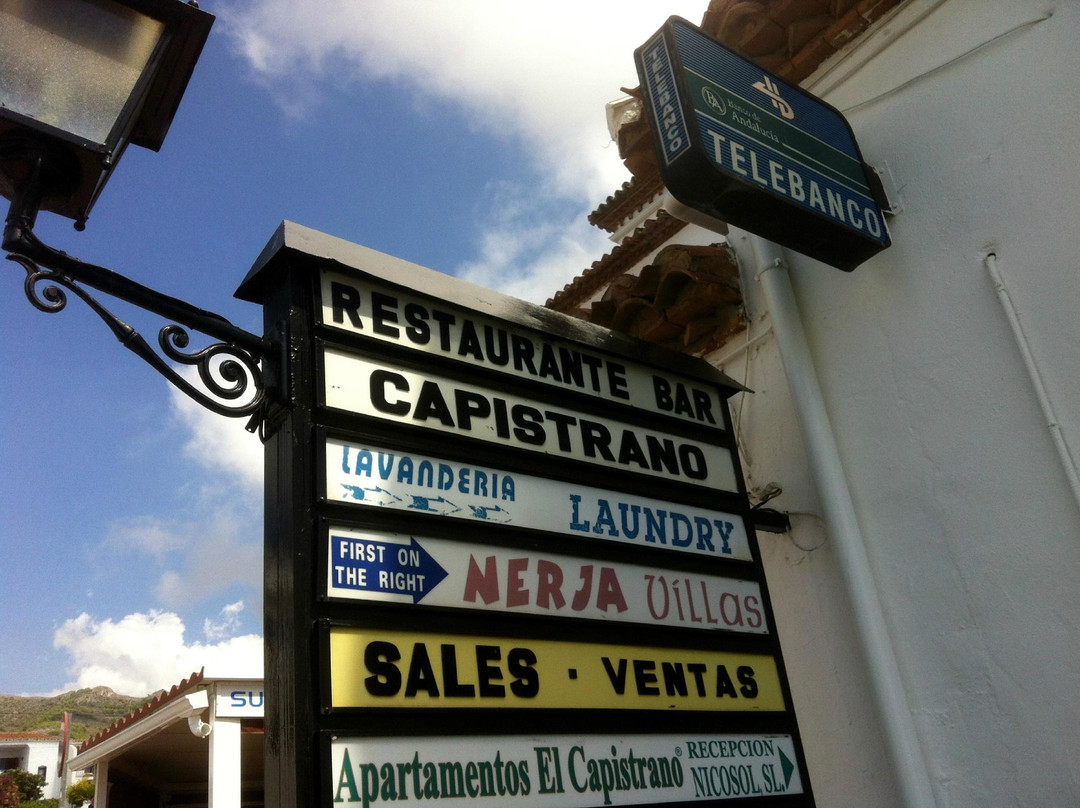 TELEBANCO
BA
Banco de
Andalucía
TELEBANCO
RESTAURANTE BAR
CAPISTRANO
LAVANDERIA LAUNDRY
FIRST ON
THE RIGHT
NERJA Villas
SALES · VENTAS
SU
Apartamentos El Capistrano®
RECEPCION
NICOSOL, SL.